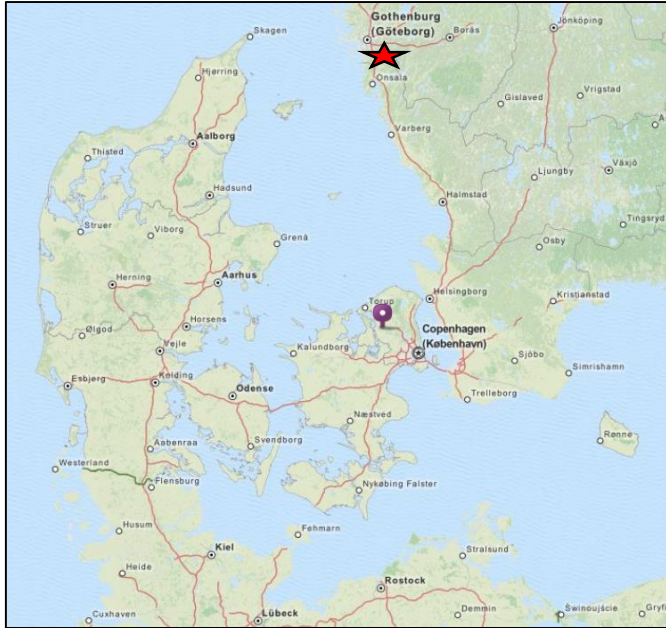 Skagen
Gothenburg
(Göteborg)
Borås
Jönköping
Hjørring
Onsala
Gislaved
Vrigstad
Varberg
Aalborg
Thisted
Ljungby
Växjö
Hadsund
Halmstad
Tingsryd
Struer
Viborg
Grenå
Osby
Herning
Aarhus
Torup
Helsingborg
Kristianstad
Horsens
Ølgod
Vejle
Kalundborg
Copenhagen
(København)
Sjöbo
Simrishamn
Esbjerg
Kolding
Odense
Trelleborg
Næstved
Rønne
Aabenraa
Svendborg
Westerland
Flensburg
Nykøbing Falster
Husum
Fehmarn
Kiel
Stralsund
Heide
Rostock
Cuxhaven
Lübeck
Demmin
Świnoujście
Gryfi